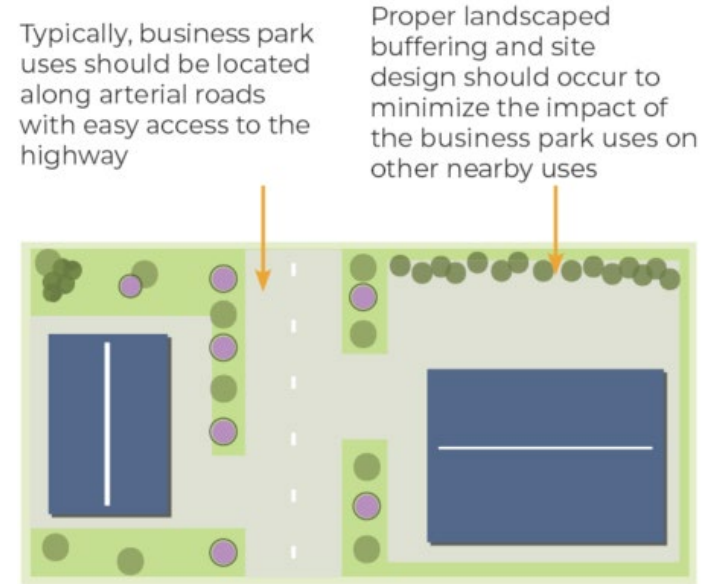 Typically, business park
uses should be located
along arterial roads
with easy access to the
highway
Proper landscaped
buffering and site
design should occur to
minimize the impact of
the business park uses on
other nearby uses